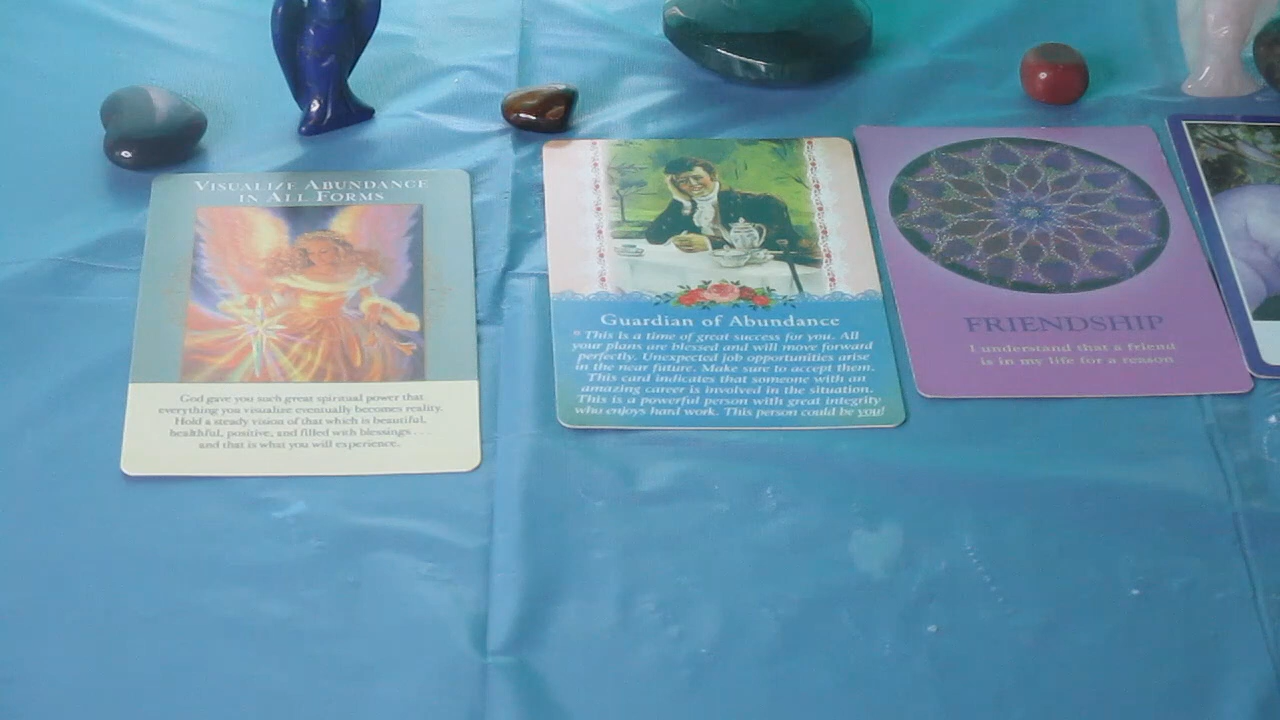 VISUALIZE ABUNDANCE
IN ALL FORMS
God gave you such great spiritual power that
everything you visualize eventually becomes reality.
Hold a steady vision of that which is beautiful,
healthful, positive, and filled with blessings . . .
and that is what you will experience.
Guardian of Abundance
° This is a time of great success for you. All
your plans are blessed and will move forward
perfectly. Unexpected job opportunities arise
in the near future. Make sure to accept them.
This card indicates that someone with an
amazing career is involved in the situation.
This is a powerful person with great integrity
who enjoys hard work. This person could be you!
FRIENDSHIP
I understand that a friend
is in my life for a reason